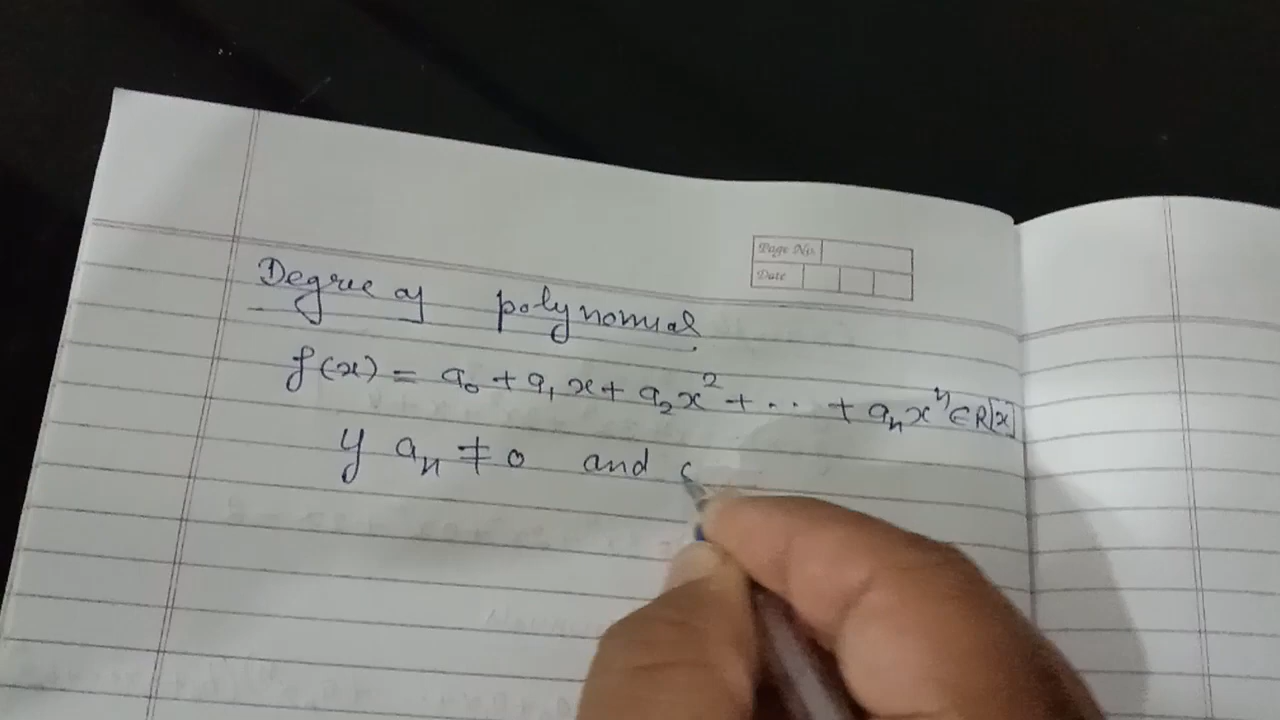 Page No.
Date
Degree of polynomial
f(x) = a₀ + a₁x + a₂x² + ·· + aₙxⁿ ∈ R[x]
if aₙ ≠ 0 and